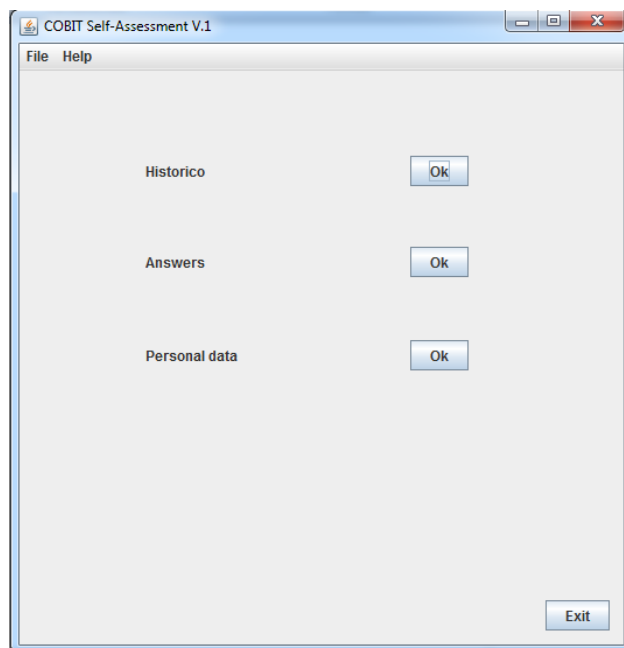 COBIT Self-Assessment V.1
File Help
Historico Ok
Answers Ok
Personal data Ok
Exit